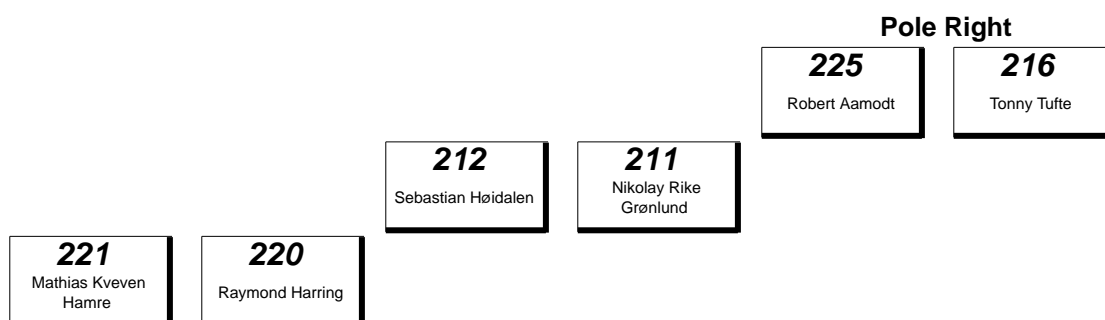 Pole Right
225
Robert Aamodt
216
Tonny Tufte
212
Sebastian Høidalen
211
Nikolay Rike
Grønlund
221
Mathias Kveven
Hamre
220
Raymond Harring